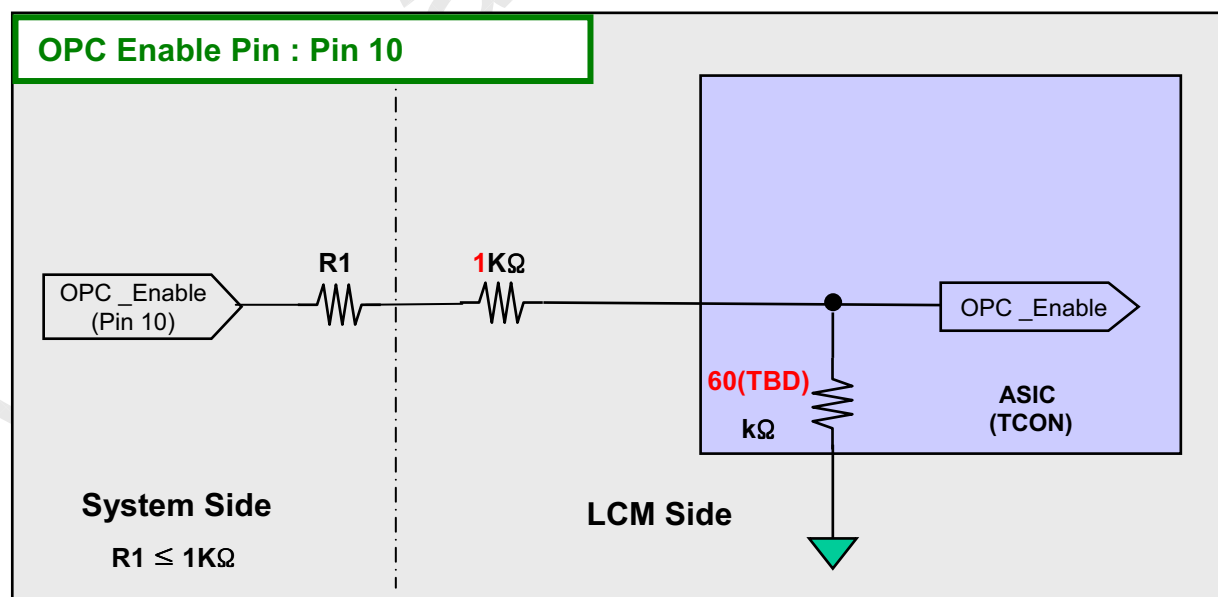 OPC Enable Pin : Pin 10
R1
1KΩ
OPC _Enable
(Pin 10)
OPC _Enable
60(TBD)
kΩ
ASIC
(TCON)
System Side
LCM Side
R1 ≤ 1KΩ